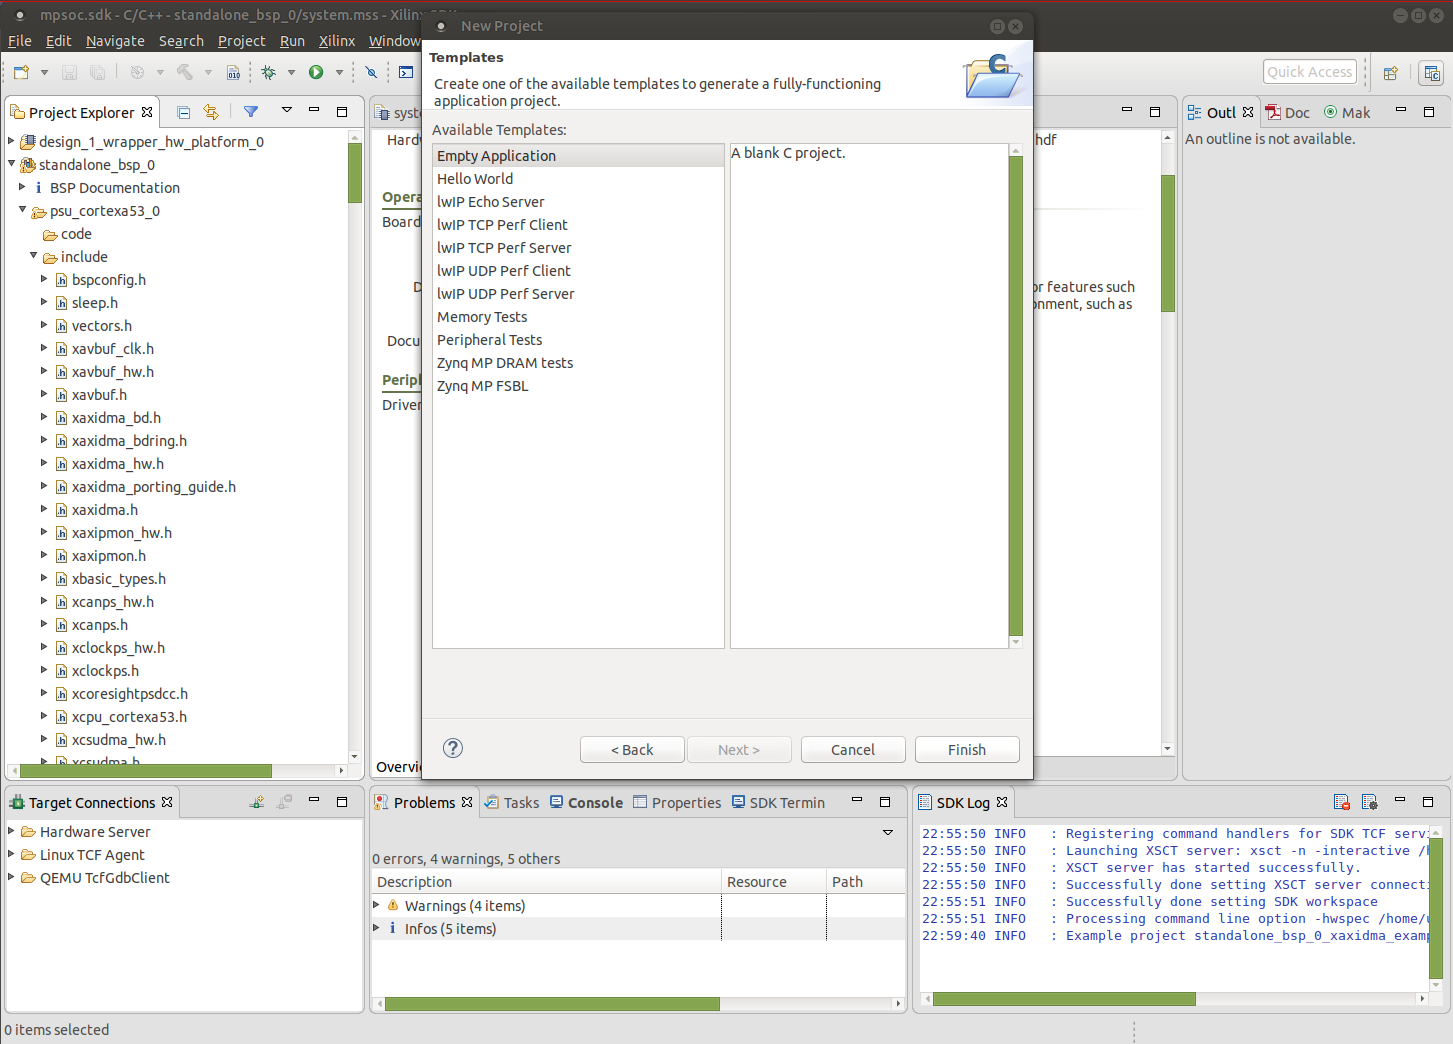 mpsoc.sdk - C/C++ - standalone_bsp_0/system.mss - Xilinx
File Edit Navigate Search Project Run Xilinx Window
Quick Access
Project Explorer
design_1_wrapper_hw_platform_0
standalone_bsp_0
BSP Documentation
psu_cortexa53_0
code
include
bspconfig.h
sleep.h
vectors.h
xavbuf_clk.h
xavbuf_hw.h
xavbuf.h
xaxidma_bd.h
xaxidma_bdring.h
xaxidma_hw.h
xaxidma_porting_guide.h
xaxidma.h
xaxipmon_hw.h
xaxipmon.h
xbasic_types.h
xcanps_hw.h
xcanps.h
xclockps_hw.h
xclockps.h
xcoresightpsdcc.h
xcpu_cortexa53.h
xcsudma_hw.h
xcsudma.h
syst
Hardw
hdf
Opera
Board
D
or features such
onment, such as
Docu
Periph
Driver
Overvi
New Project
Templates
Create one of the available templates to generate a fully-functioning
application project.
Available Templates:
Empty Application
Hello World
lwIP Echo Server
lwIP TCP Perf Client
lwIP TCP Perf Server
lwIP UDP Perf Client
lwIP UDP Perf Server
Memory Tests
Peripheral Tests
Zynq MP DRAM tests
Zynq MP FSBL
A blank C project.
< Back
Next >
Cancel
Finish
Outl Doc Mak
An outline is not available.
Target Connections
Hardware Server
Linux TCF Agent
QEMU TcfGdbClient
Problems Tasks Console Properties SDK Termin
0 errors, 4 warnings, 5 others
Description Resource Path
Warnings (4 items)
Infos (5 items)
SDK Log
22:55:50 INFO : Registering command handlers for SDK TCF servi
22:55:50 INFO : Launching XSCT server: xsct -n -interactive /h
22:55:50 INFO : XSCT server has started successfully.
22:55:50 INFO : Successfully done setting XSCT server connecti
22:55:51 INFO : Successfully done setting SDK workspace
22:55:51 INFO : Processing command line option -hwspec /home/u
22:59:40 INFO : Example project standalone_bsp_0_xaxidma_examp
0 items selected